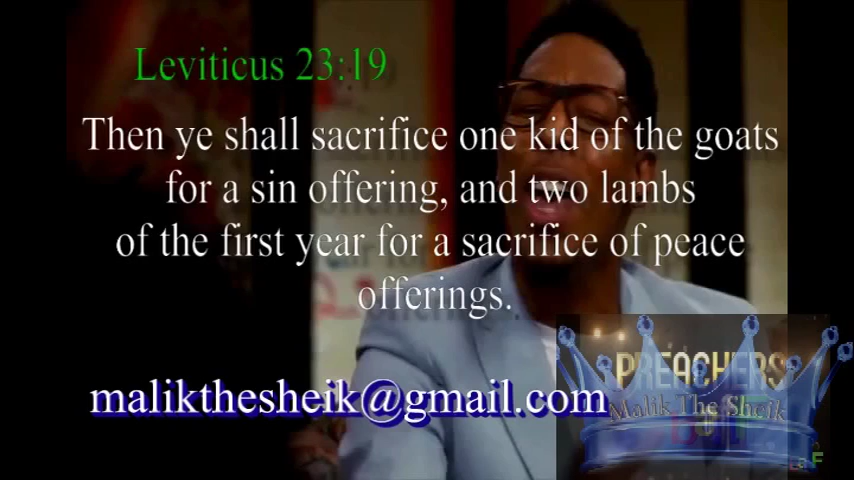 Leviticus 23:19
Then ye shall sacrifice one kid of the goats
for a sin offering, and two lambs
of the first year for a sacrifice of peace
offerings.
malikthesheik@gmail.com
PREACHERS
Malik The Sheik